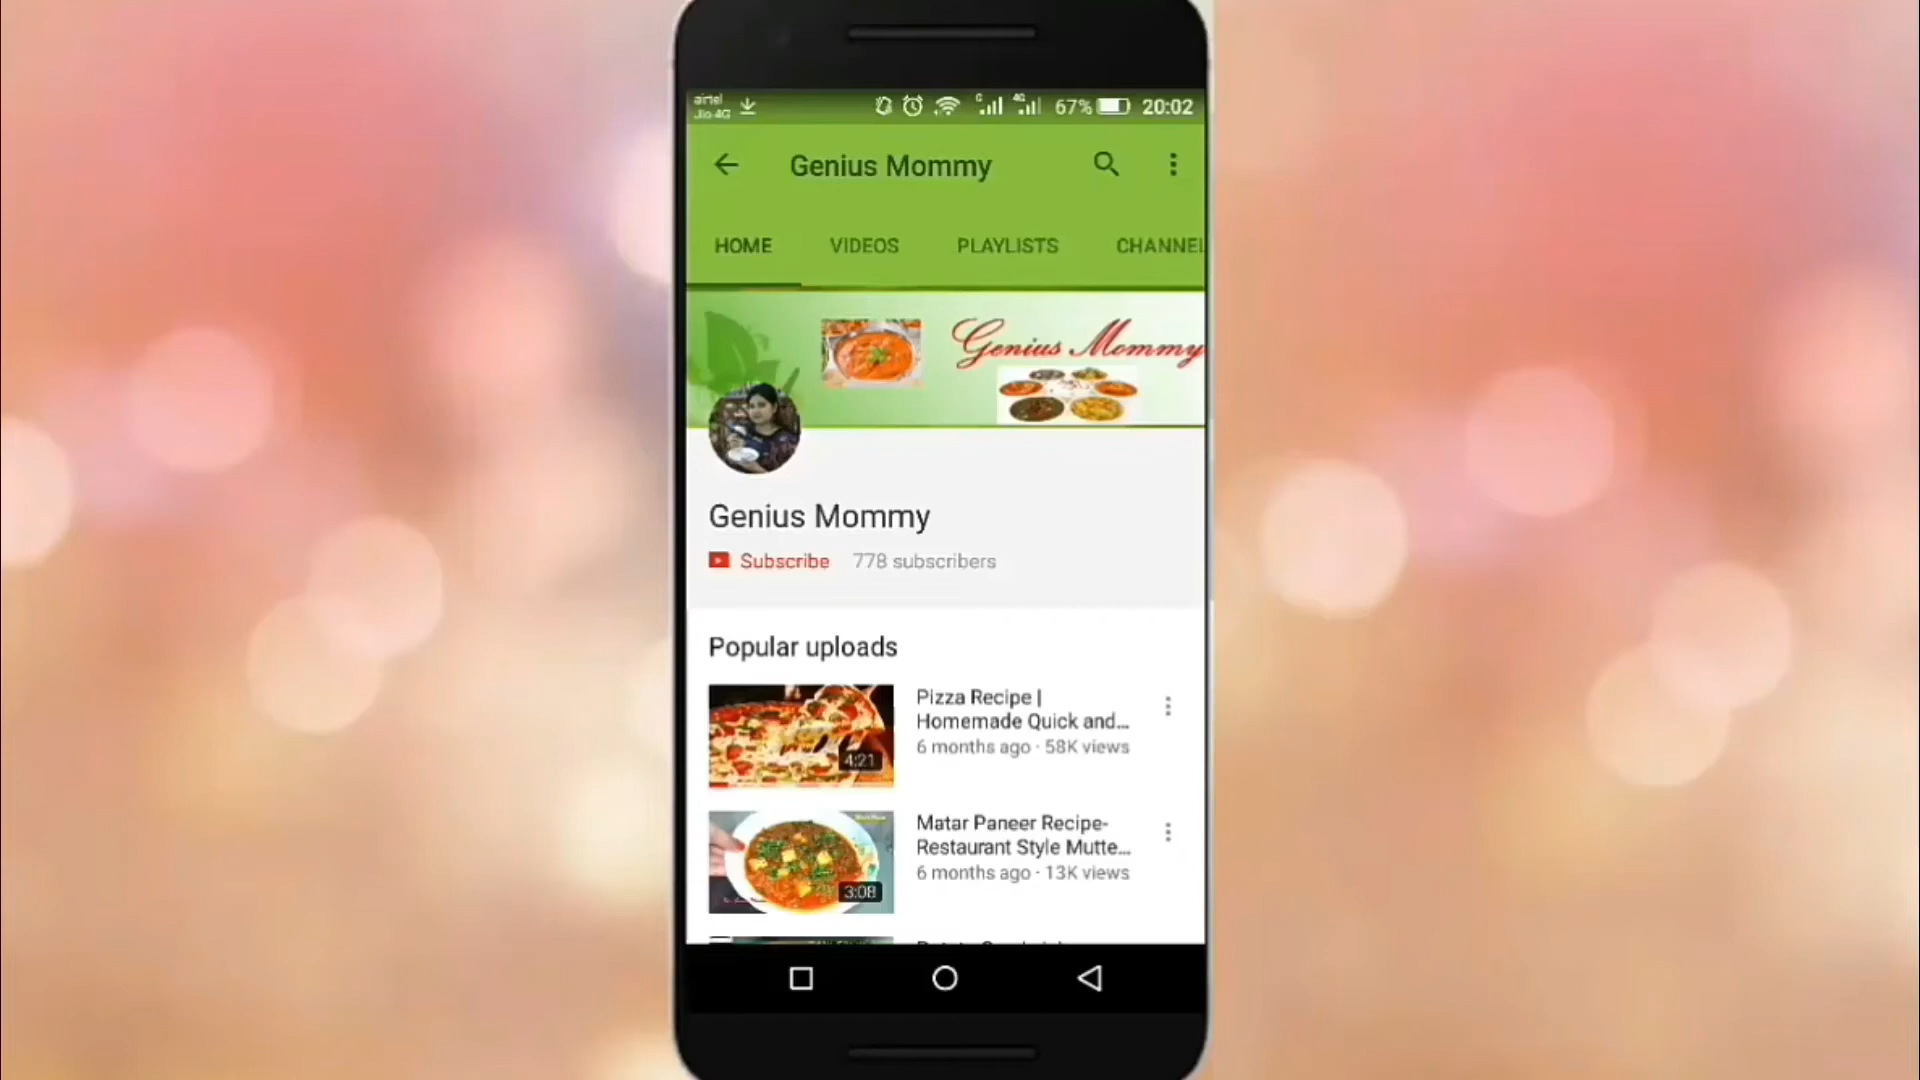 airtel
Jio 4G
G
4G
67%
20:02
Genius Mommy
HOME
VIDEOS
PLAYLISTS
CHANNEL
Genius Mommy
Genius Mommy
Subscribe
778 subscribers
Popular uploads
Pizza Recipe |
Homemade Quick and...
6 months ago · 58K views
4:21
Matar Paneer Recipe-
Restaurant Style Mutte...
6 months ago · 13K views
3:08